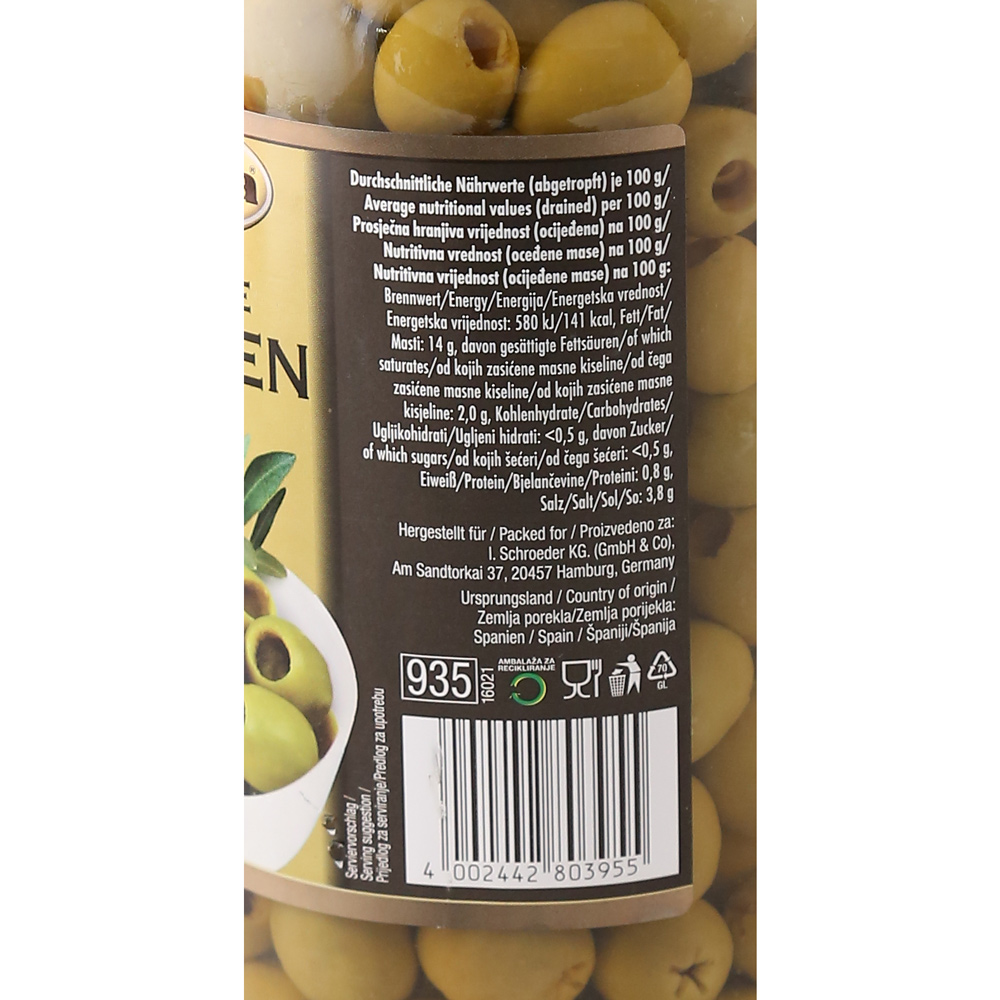 a
®
E
EN
Durchschnittliche Nährwerte (abgetropft) je 100 g/
Average nutritional values (drained) per 100 g/
Prosječna hranjiva vrijednost (ocijeđena) na 100 g/
Nutritivna vrednost (oceđene mase) na 100 g/
Nutritivna vrijednost (ocijeđene mase) na 100 g:
Brennwert/Energy/Energija/Energetska vrednost/
Energetska vrijednost: 580 kJ/141 kcal, Fett/Fat/
Masti: 14 g, davon gesättigte Fettsäuren/of which
saturates/od kojih zasićene masne kiseline/od čega
zasićene masne kiseline/od kojih zasićene masne
kisjeline: 2,0 g, Kohlenhydrate/Carbohydrates/
Ugljikohidrati/Ugljeni hidrati: <0,5 g, davon Zucker/
of which sugars/od kojih šećeri/od čega šećeri: <0,5 g,
Eiweiß/Protein/Bjelančevine/Proteini: 0,8 g,
Salz/Salt/Sol/So: 3,8 g
Hergestellt für / Packed for / Proizvedeno za:
I. Schroeder KG. (GmbH & Co),
Am Sandtorkai 37, 20457 Hamburg, Germany
Ursprungsland / Country of origin /
Zemlja porekla/Zemlja porijekla:
Spanien / Spain / Španiji/Španija
935
16021
AMBALAŽA ZA
RECIKLIRANJE
70
GL
Serviervorschlag /
Serving suggestion /
Prijedlog za serviranje/Predlog za upotrebu
4 002442 803955